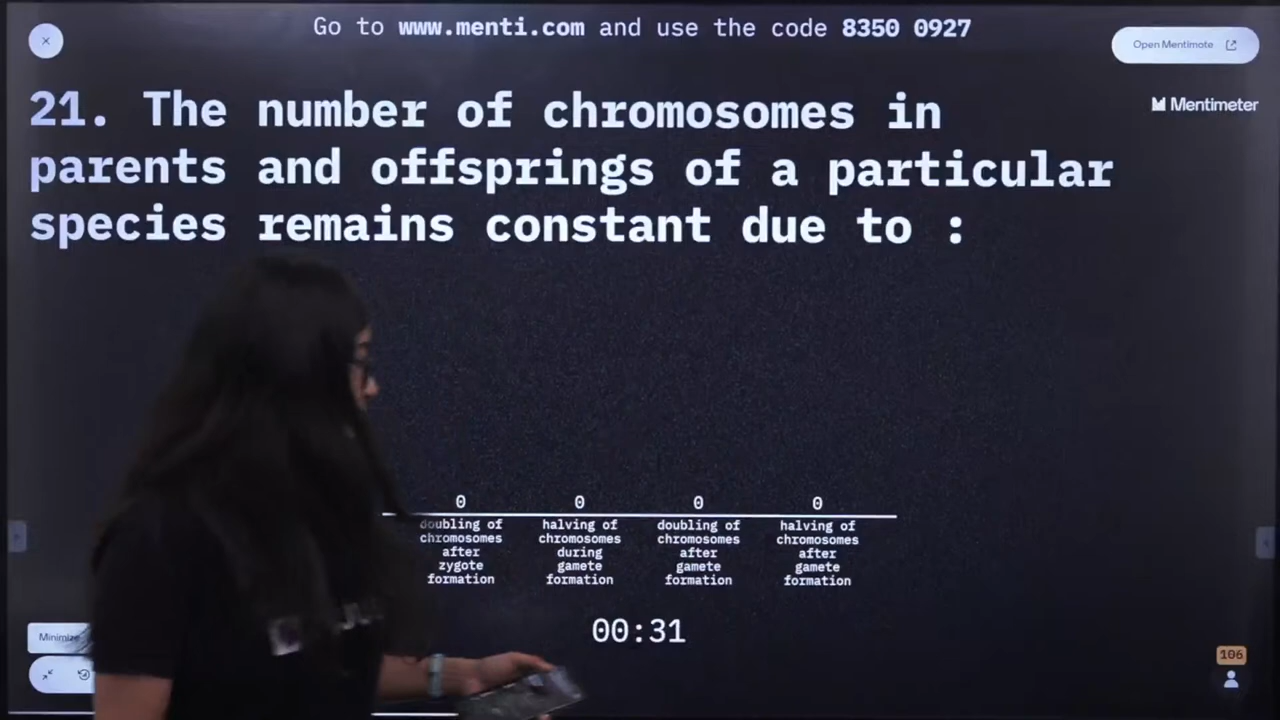 Go to www.menti.com and use the code 8350 0927
Open Mentimote
Mentimeter
21. The number of chromosomes in
parents and offsprings of a particular
species remains constant due to :
0
doubling of
chromosomes
after
zygote
formation
0
halving of
chromosomes
during
gamete
formation
0
doubling of
chromosomes
after
gamete
formation
0
halving of
chromosomes
after
gamete
formation
00:31
Minimize
106